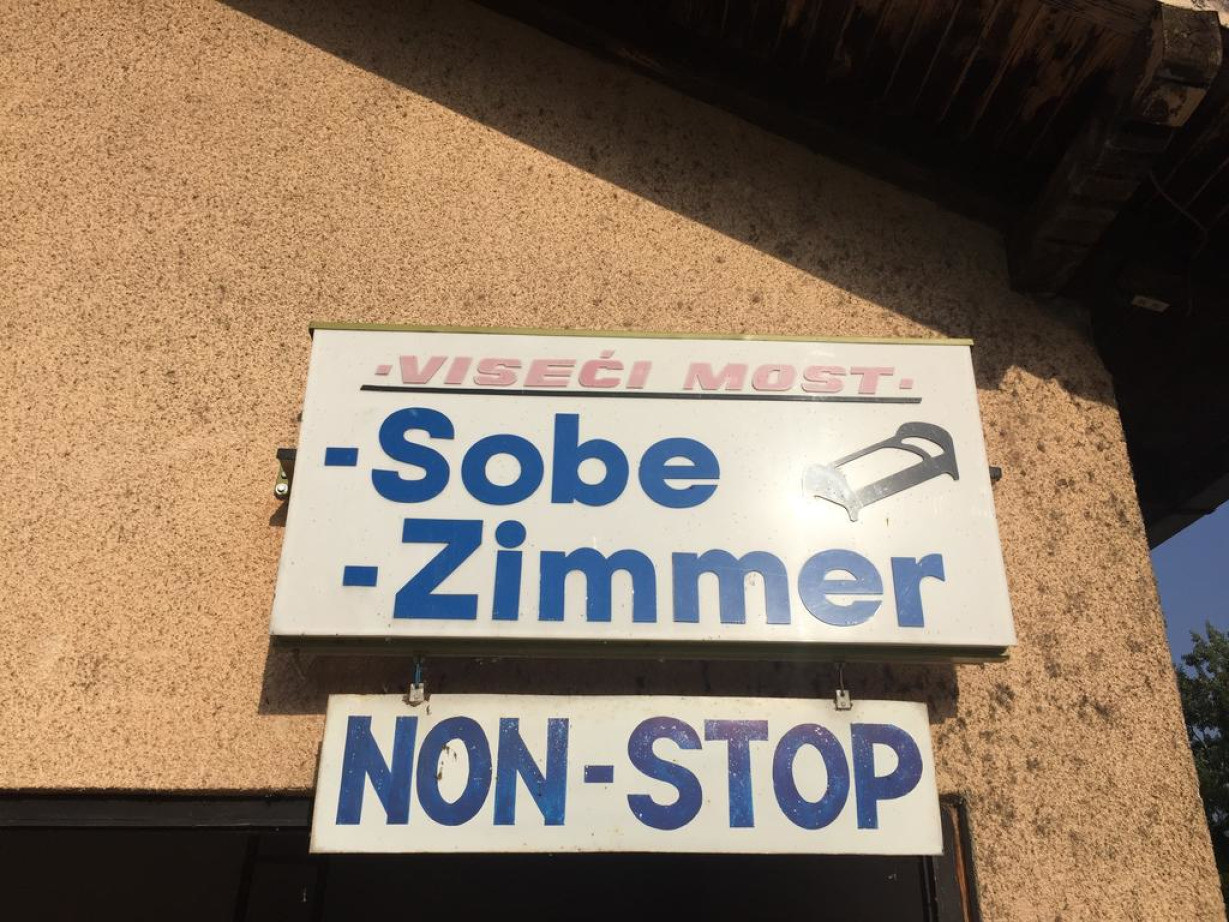 ·VISEĆI MOST·
-Sobe
-Zimmer
NON-STOP